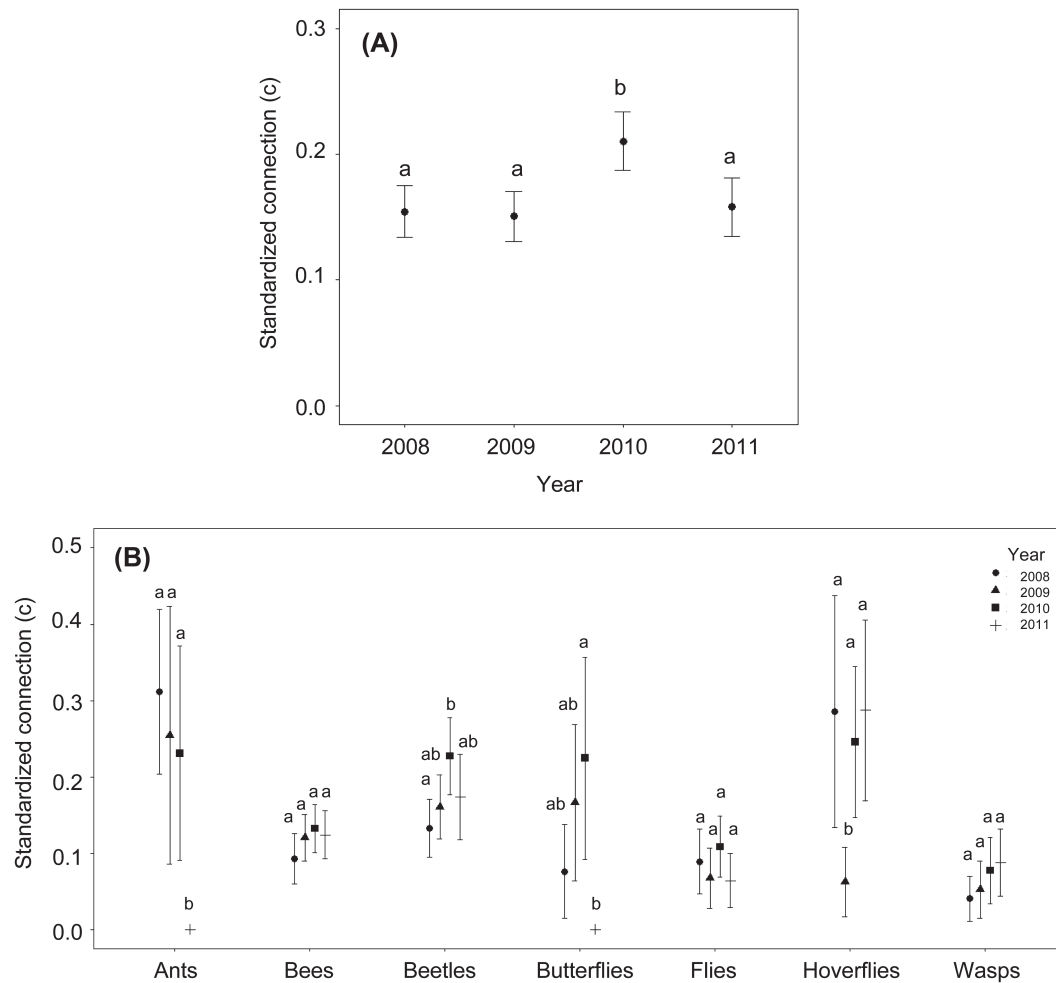 (A)
Standardized connection (c)
0.3
0.2
0.1
0.0
a
a
b
a
2008
2009
2010
2011
Year
(B)
Standardized connection (c)
0.5
0.4
0.3
0.2
0.1
0.0
Year
2008
2009
2010
2011
a a
a
b
a
a
a a
a
ab
b
ab
ab
ab
a
b
a
a
a
a
a
b
a
a
a
a
a a
Ants
Bees
Beetles
Butterflies
Flies
Hoverflies
Wasps